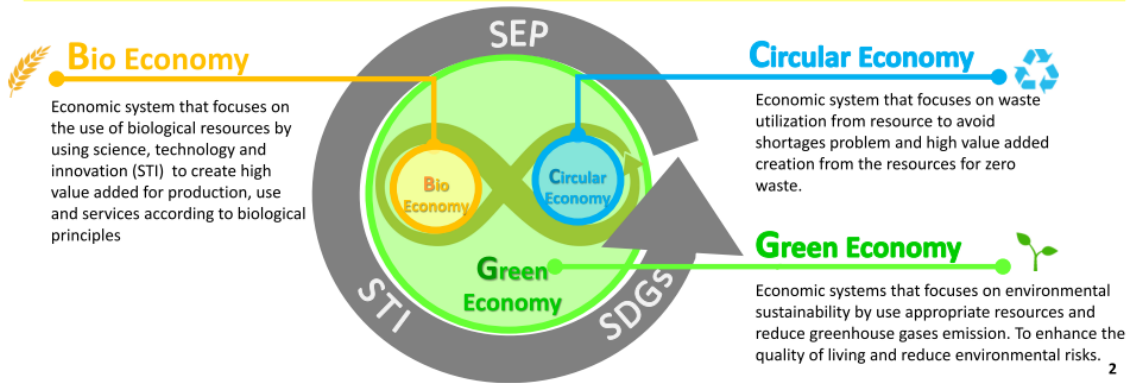 SEP
Bio Economy
Economic system that focuses on
the use of biological resources by
using science, technology and
innovation (STI)  to create high
value added for production, use
and services according to biological
principles
Circular Economy
Economic system that focuses on waste
utilization from resource to avoid
shortages problem and high value added
creation from the resources for zero
waste.
Bio
Economy
Circular
Economy
Green
Economy
STI
SDGs
Green Economy
Economic systems that focuses on environmental
sustainability by use appropriate resources and
reduce greenhouse gases emission. To enhance the
quality of living and reduce environmental risks.
2